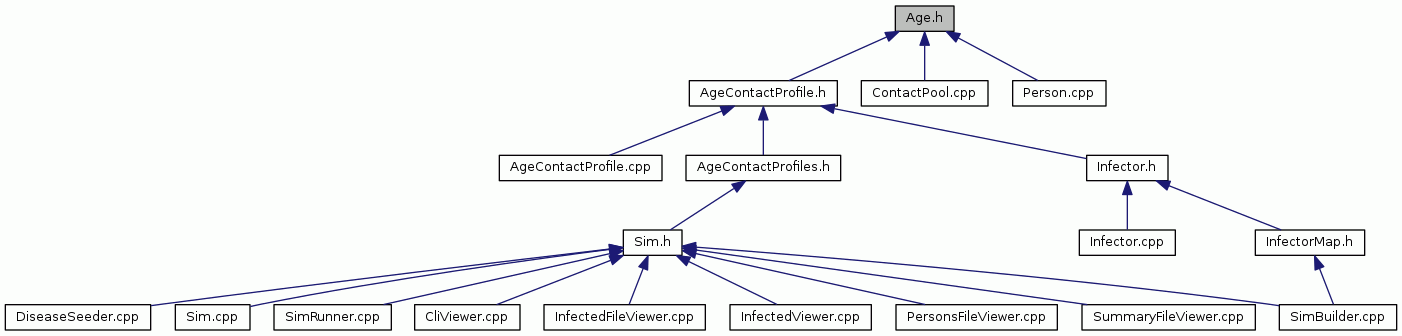 Age.h
AgeContactProfile.h
ContactPool.cpp
Person.cpp
AgeContactProfile.cpp
AgeContactProfiles.h
Infector.h
Sim.h
Infector.cpp
InfectorMap.h
DiseaseSeeder.cpp
Sim.cpp
SimRunner.cpp
CliViewer.cpp
InfectedFileViewer.cpp
InfectedViewer.cpp
PersonsFileViewer.cpp
SummaryFileViewer.cpp
SimBuilder.cpp